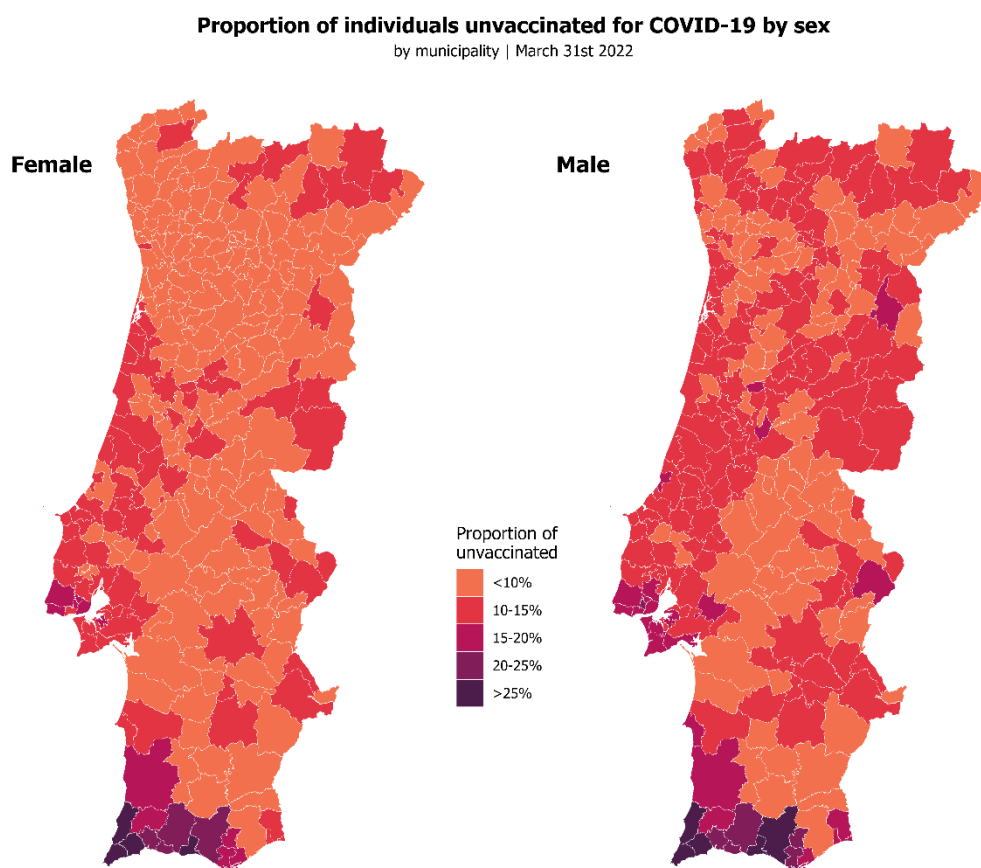 Proportion of individuals unvaccinated for COVID-19 by sex
by municipality | March 31st 2022
Female
Male
Proportion of
unvaccinated
<10%
10-15%
15-20%
20-25%
>25%